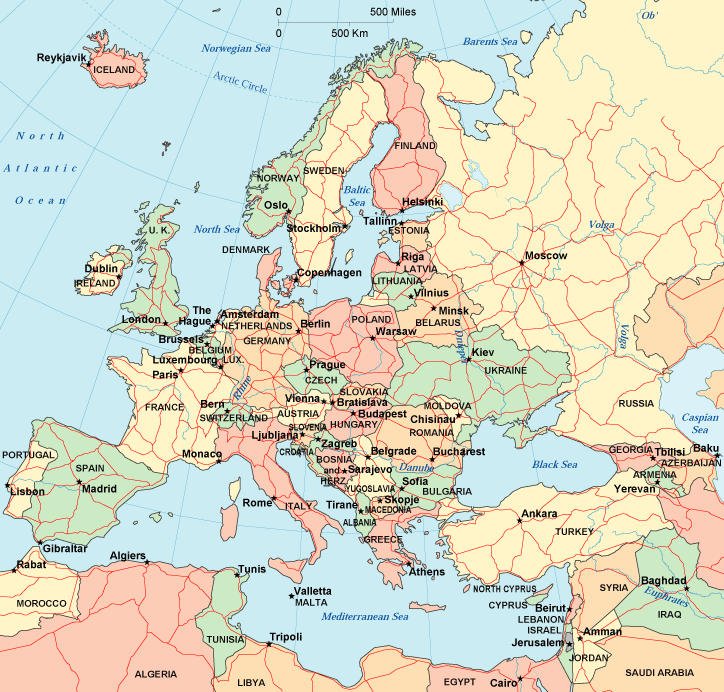 0 500 Miles
0 500 Km
Ob'
Norwegian Sea
Barents Sea
Reykjavik
ICELAND
Arctic Circle
North
Atlantic
Ocean
FINLAND
SWEDEN
NORWAY
Baltic
Sea
Helsinki
Oslo
U. K.
Tallinn
Stockholm
ESTONIA
Volga
North Sea
DENMARK
Moscow
Riga
LATVIA
Dublin
IRELAND
Copenhagen
LITHUANIA
Vilnius
Minsk
BELARUS
The
Hague
Amsterdam
NETHERLANDS
London
Berlin
POLAND
Warsaw
Brussels
BELGIUM
GERMANY
Dnieper
Volga
Kiev
UKRAINE
Luxembourg
LUX.
Paris
Prague
CZECH
Rhine
SLOVAKIA
Vienna
Bratislava
Bern
FRANCE
AUSTRIA
Budapest
HUNGARY
MOLDOVA
Chisinau
RUSSIA
SWITZERLAND
SLOVENIA
Ljubljana
ROMANIA
Caspian
Sea
Zagreb
CROATIA
Monaco
BOSNIA
and
HERZ.
Belgrade
Bucharest
Sarajevo
Danube
Black Sea
GEORGIA
Tbilisi
Baku
AZERBAIJAN
ARMENIA
Yerevan
PORTUGAL
SPAIN
Madrid
Lisbon
Sofia
YUGOSLAVIA
BULGARIA
Skopje
Rome
ITALY
Tirane
MACEDONIA
ALBANIA
Ankara
TURKEY
GREECE
Gibraltar
Algiers
Tunis
Athens
Rabat
Valletta
MALTA
NORTH CYPRUS
CYPRUS
SYRIA
Baghdad
Euphrates
IRAQ
MOROCCO
Mediterranean Sea
Beirut
LEBANON
ISRAEL
Amman
Jerusalem
TUNISIA
Tripoli
JORDAN
ALGERIA
LIBYA
EGYPT
Cairo
SAUDI ARABIA